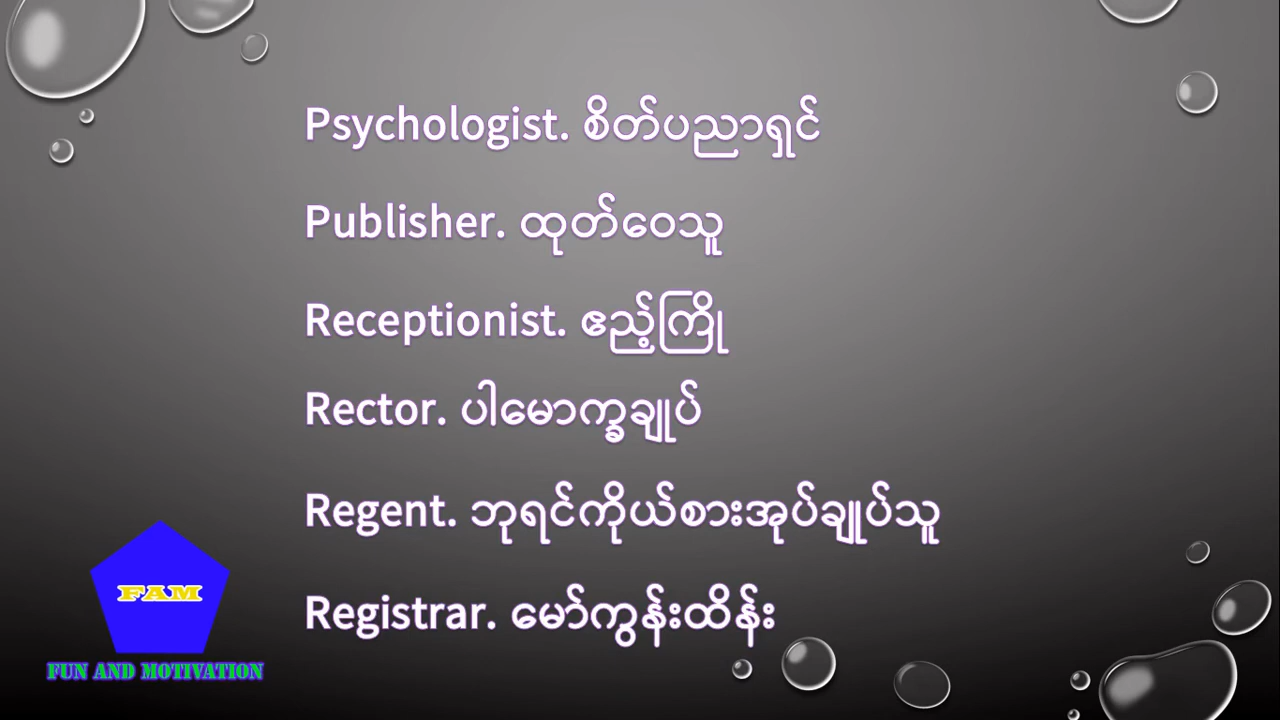 Psychologist. စိတ်ပညာရှင်
Publisher. ထုတ်ဝေသူ
Receptionist. ဧည့်ကြို
Rector. ပါမောက္ခချုပ်
Regent. ဘုရင်ကိုယ်စားအုပ်ချုပ်သူ
Registrar. မော်ကွန်းထိန်း
FAM
FUN AND MOTIVATION